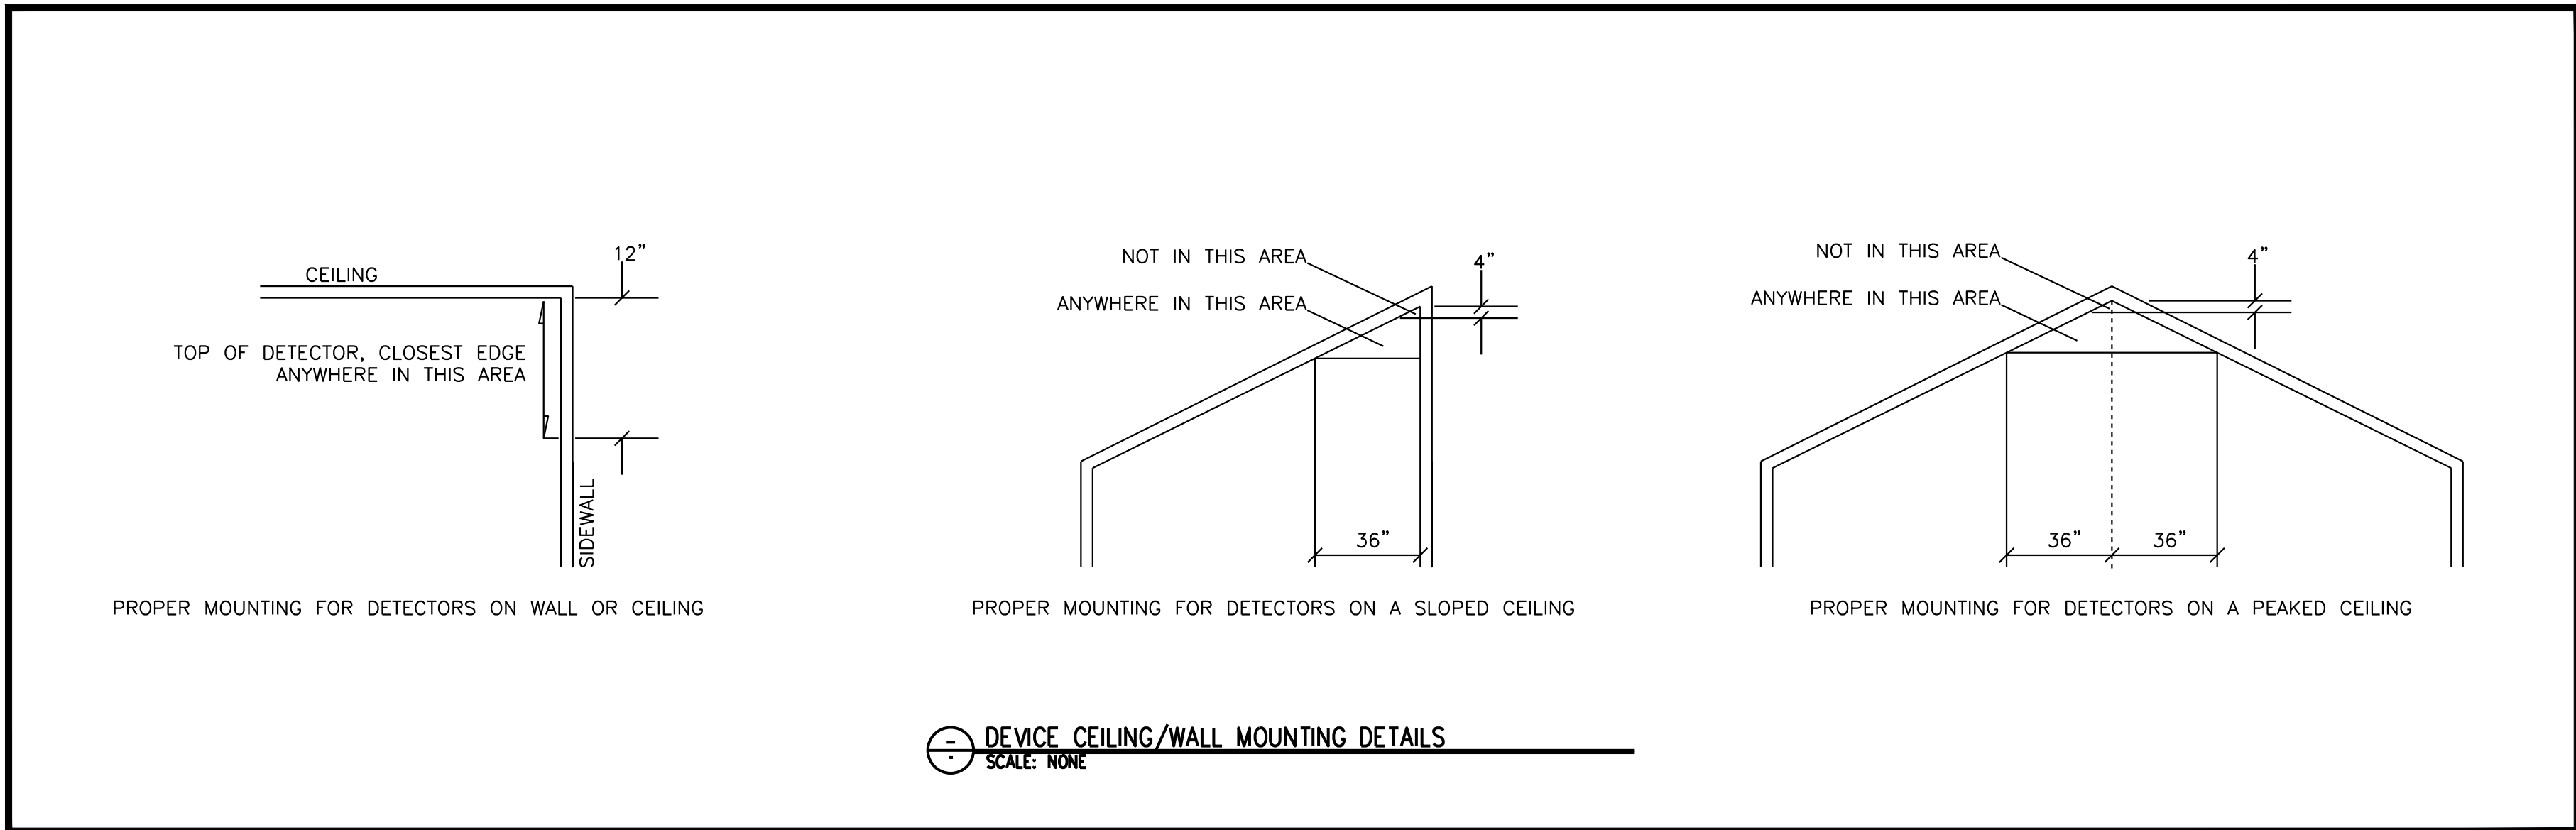 12"
CEILING
TOP OF DETECTOR, CLOSEST EDGE
ANYWHERE IN THIS AREA
SIDEWALL
PROPER MOUNTING FOR DETECTORS ON WALL OR CEILING
NOT IN THIS AREA
4"
ANYWHERE IN THIS AREA
36"
PROPER MOUNTING FOR DETECTORS ON A SLOPED CEILING
NOT IN THIS AREA
4"
ANYWHERE IN THIS AREA
36" 36"
PROPER MOUNTING FOR DETECTORS ON A PEAKED CEILING
-
-
DEVICE CEILING/WALL MOUNTING DETAILS
SCALE: NONE